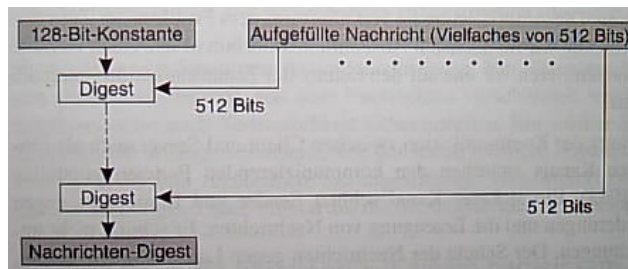 128-Bit-Konstante
Aufgefüllte Nachricht (Vielfaches von 512 Bits)
Digest
512 Bits
Digest
512 Bits
Nachrichten-Digest